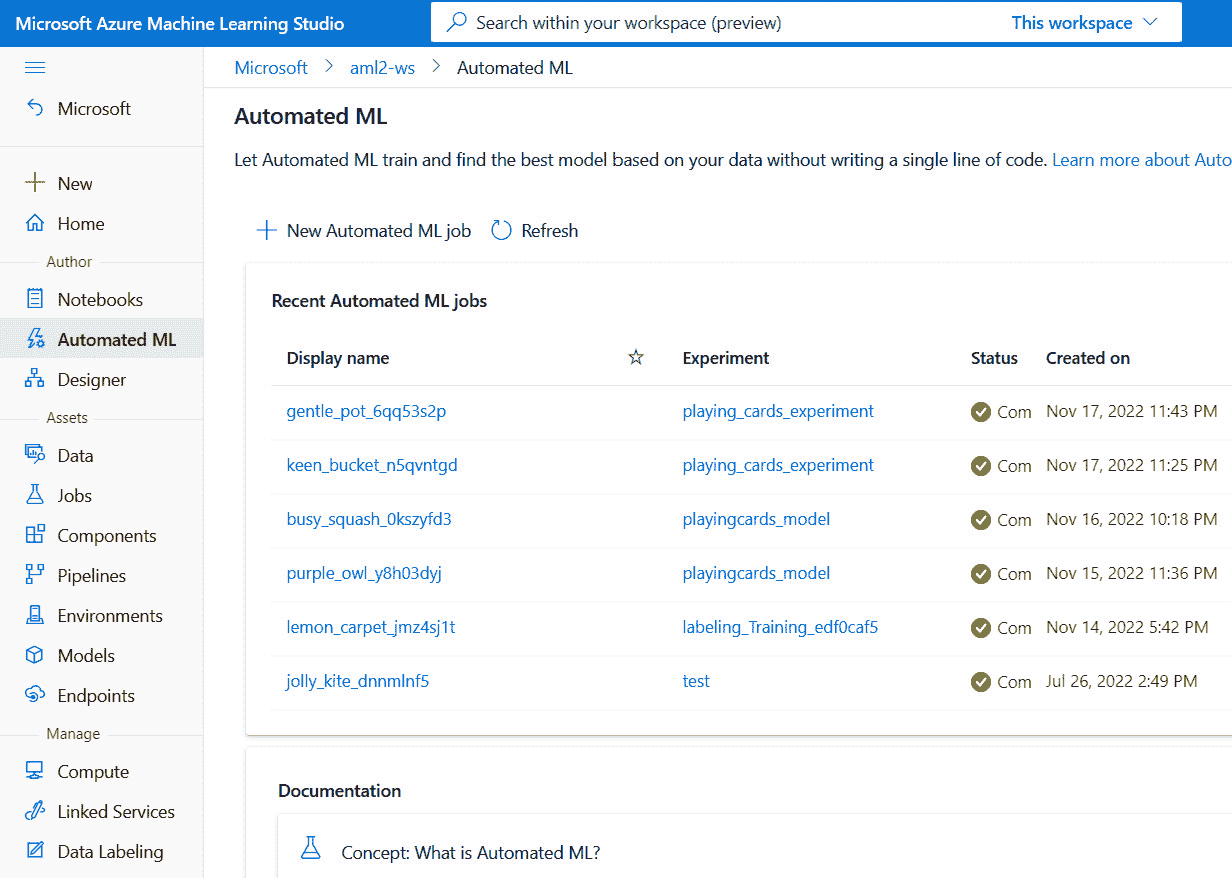 Microsoft Azure Machine Learning Studio
Search within your workspace (preview)
This workspace
Microsoft > aml2-ws > Automated ML
Microsoft
New
Home
Author
Notebooks
Automated ML
Designer
Assets
Data
Jobs
Components
Pipelines
Environments
Models
Endpoints
Manage
Compute
Linked Services
Data Labeling
Automated ML
Let Automated ML train and find the best model based on your data without writing a single line of code. Learn more about Auto
New Automated ML job Refresh
Recent Automated ML jobs
Display name Experiment Status Created on
gentle_pot_6qq53s2p playing_cards_experiment Com Nov 17, 2022 11:43 PM
keen_bucket_n5qvntgd playing_cards_experiment Com Nov 17, 2022 11:25 PM
busy_squash_0kszyfd3 playingcards_model Com Nov 16, 2022 10:18 PM
purple_owl_y8h03dyj playingcards_model Com Nov 15, 2022 11:36 PM
lemon_carpet_jmz4sj1t labeling_Training_edf0caf5 Com Nov 14, 2022 5:42 PM
jolly_kite_dnnmlnf5 test Com Jul 26, 2022 2:49 PM
Documentation
Concept: What is Automated ML?